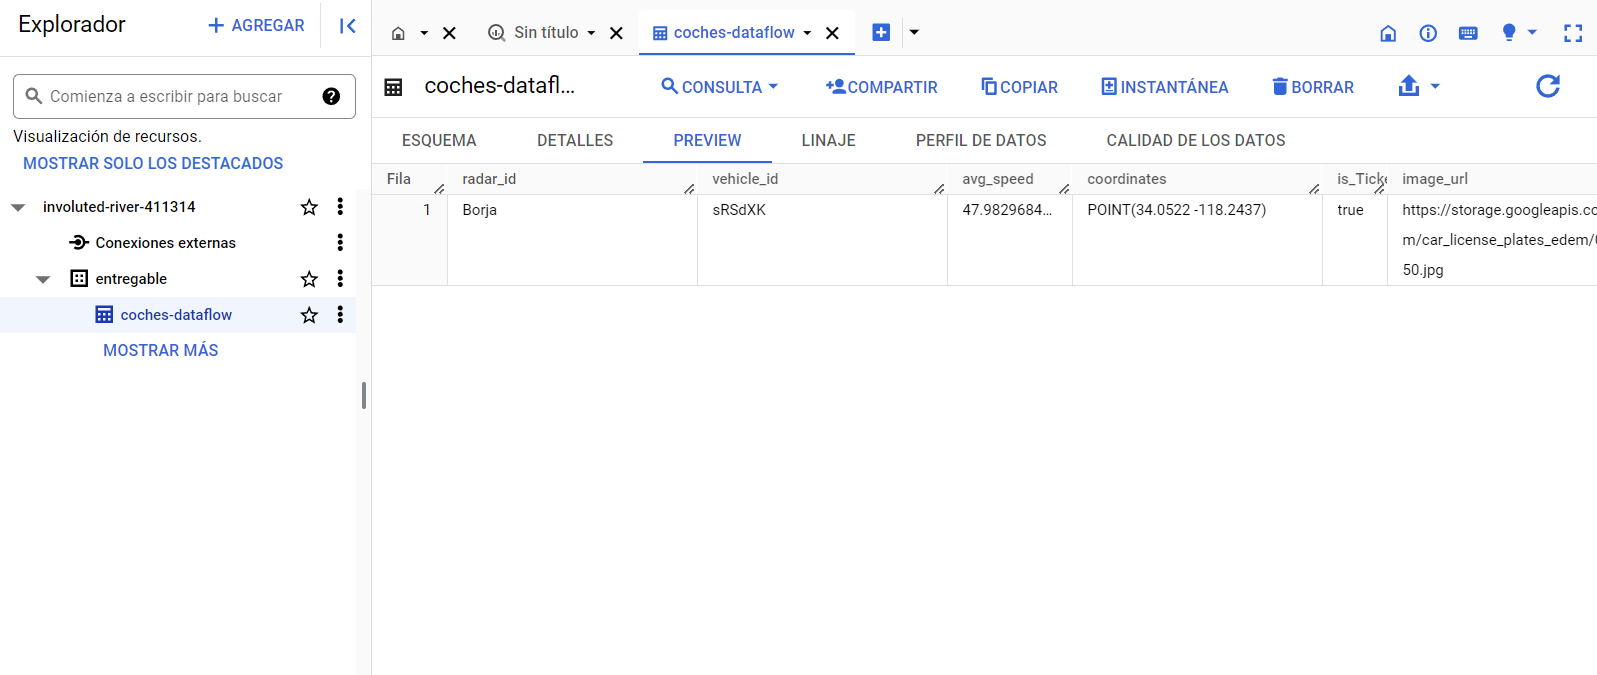 Explorador
AGREGAR
Comienza a escribir para buscar
Visualización de recursos.
MOSTRAR SOLO LOS DESTACADOS
involuted-river-411314
Conexiones externas
entregable
coches-dataflow
MOSTRAR MÁS
Sin título
coches-dataflow
coches-datafl...
CONSULTA
COMPARTIR
COPIAR
INSTANTÁNEA
BORRAR
ESQUEMA DETALLES PREVIEW LINAJE PERFIL DE DATOS CALIDAD DE LOS DATOS
Fila radar_id vehicle_id avg_speed coordinates is_Ticke image_url
1 Borja sRSdXK 47.9829684... POINT(34.0522 -118.2437) true https://storage.googleapis.co
m/car_license_plates_edem/
50.jpg